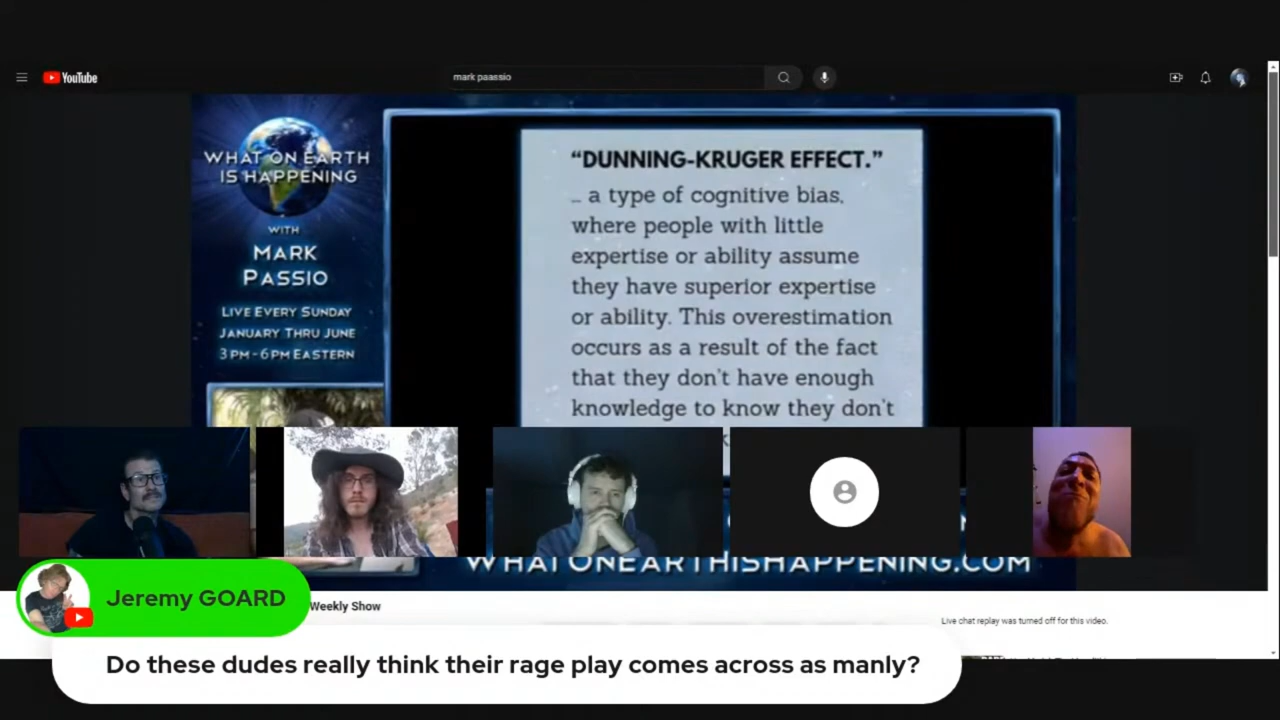 YouTube
mark paassio
WHAT ON EARTH
IS HAPPENING
WITH
MARK
PASSIO
LIVE EVERY SUNDAY
JANUARY THRU JUNE
3 PM - 6 PM EASTERN
“DUNNING-KRUGER EFFECT.”
... a type of cognitive bias,
where people with little
expertise or ability assume
they have superior expertise
or ability. This overestimation
occurs as a result of the fact
that they don't have enough
knowledge to know they don't
WHATONEARTHISHAPPENING.COM
Weekly Show
Live chat replay was turned off for this video.
Jeremy GOARD
Do these dudes really think their rage play comes across as manly?